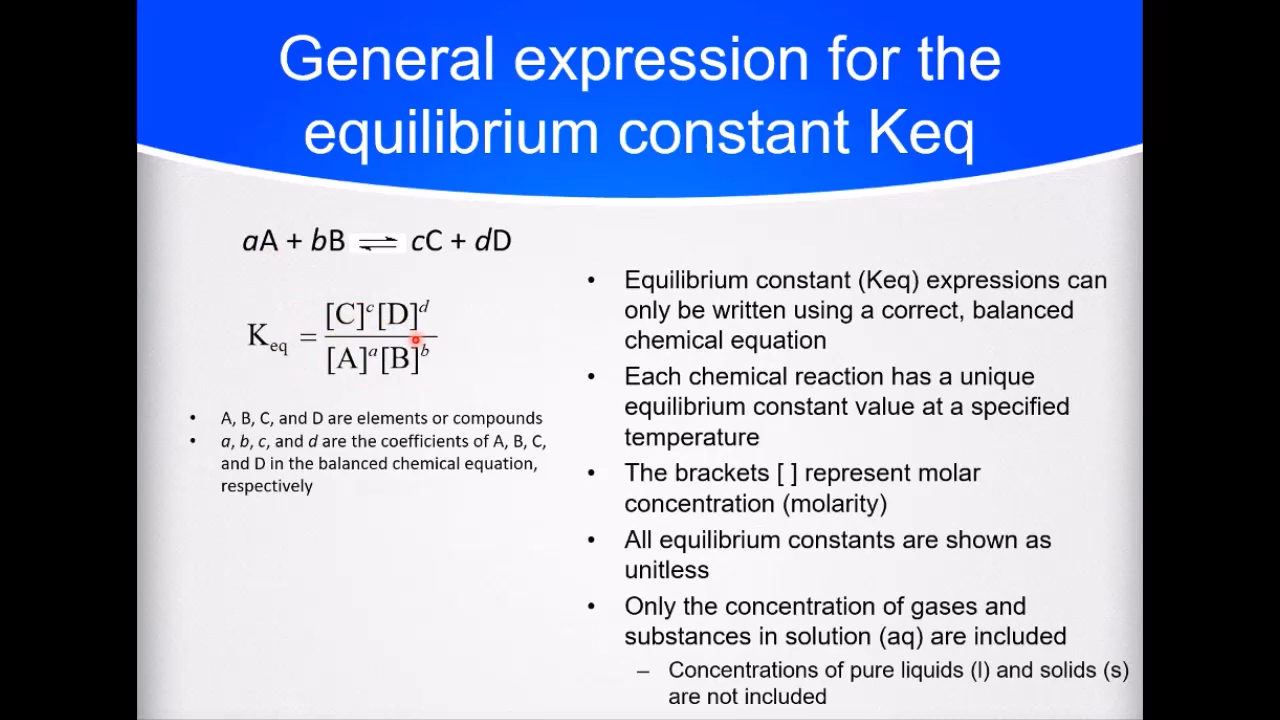 General expression for the
equilibrium constant Keq
aA + bB ⇌ cC + dD
K_eq = [C]^c[D]^d / [A]^a[B]^b
• A, B, C, and D are elements or compounds
• a, b, c, and d are the coefficients of A, B, C,
and D in the balanced chemical equation,
respectively
• Equilibrium constant (Keq) expressions can
only be written using a correct, balanced
chemical equation
• Each chemical reaction has a unique
equilibrium constant value at a specified
temperature
• The brackets [ ] represent molar
concentration (molarity)
• All equilibrium constants are shown as
unitless
• Only the concentration of gases and
substances in solution (aq) are included
– Concentrations of pure liquids (l) and solids (s)
are not included